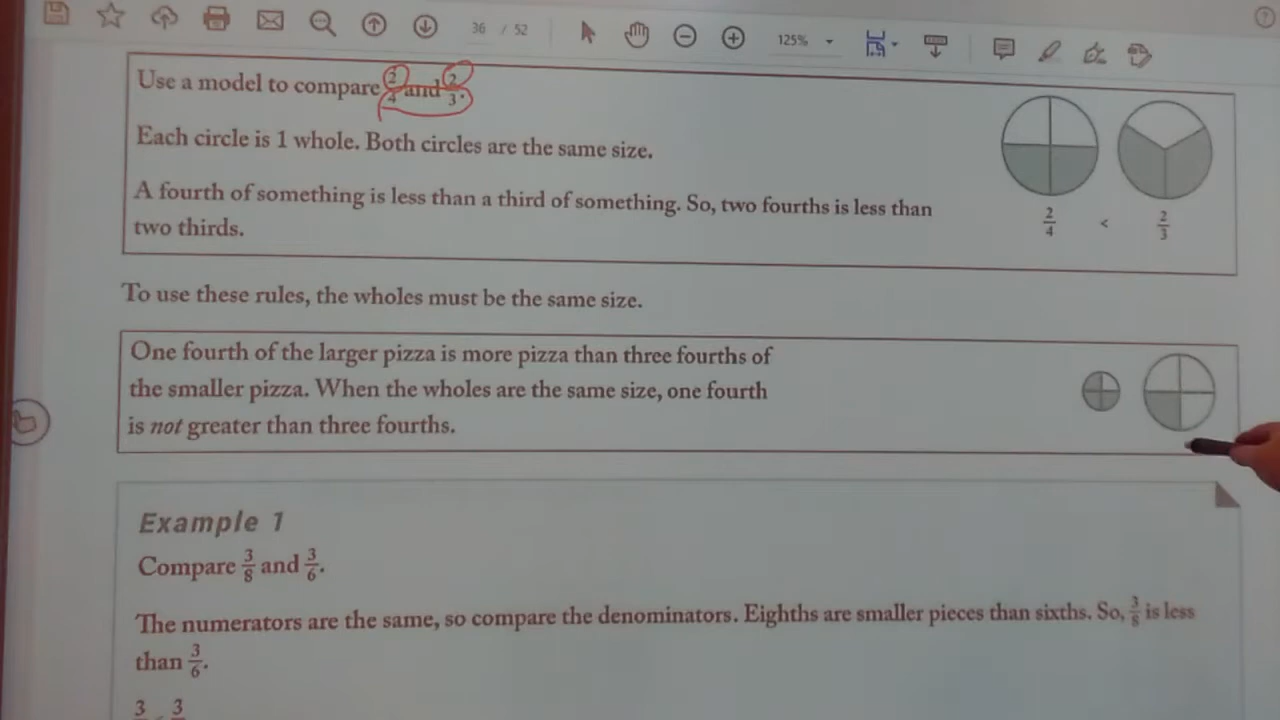 36 / 52
125%
Use a model to compare 2/4 and 2/3.
Each circle is 1 whole. Both circles are the same size.
A fourth of something is less than a third of something. So, two fourths is less than
two thirds.
2/4 < 2/3
To use these rules, the wholes must be the same size.
One fourth of the larger pizza is more pizza than three fourths of
the smaller pizza. When the wholes are the same size, one fourth
is not greater than three fourths.
Example 1
Compare 3/8 and 3/6.
The numerators are the same, so compare the denominators. Eighths are smaller pieces than sixths. So, 3/8 is less
than 3/6.
3 < 3